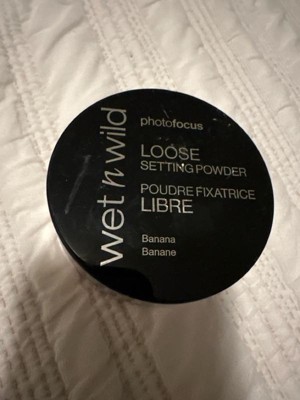 wet n wild
photofocus
LOOSE
SETTING POWDER
POUDRE FIXATRICE
LIBRE
Banana
Banane